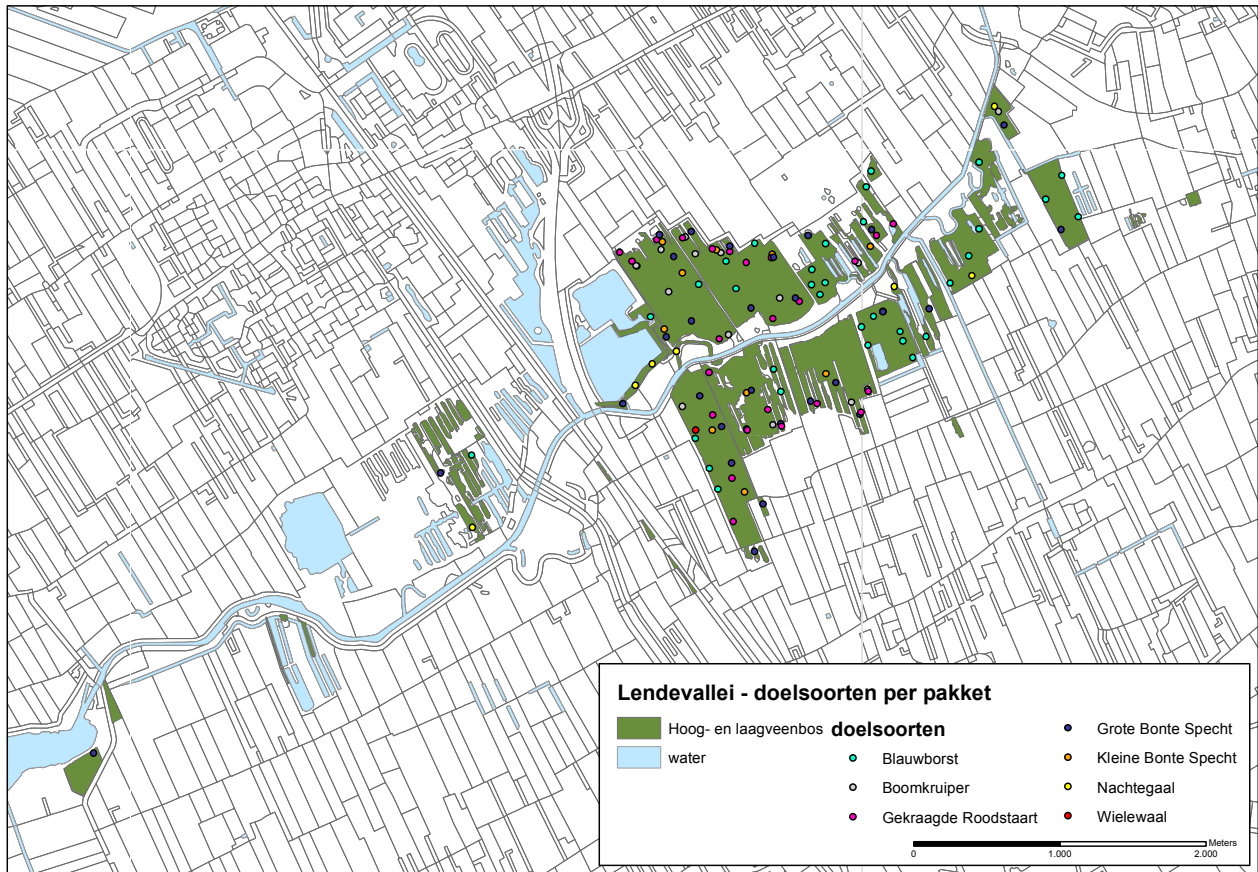 Lendevallei - doelsoorten per pakket
Hoog- en laagveenbos
water
doelsoorten
Blauwborst
Boomkruiper
Gekraagde Roodstaart
Grote Bonte Specht
Kleine Bonte Specht
Nachtegaal
Wielewaal
Meters
0 1.000 2.000